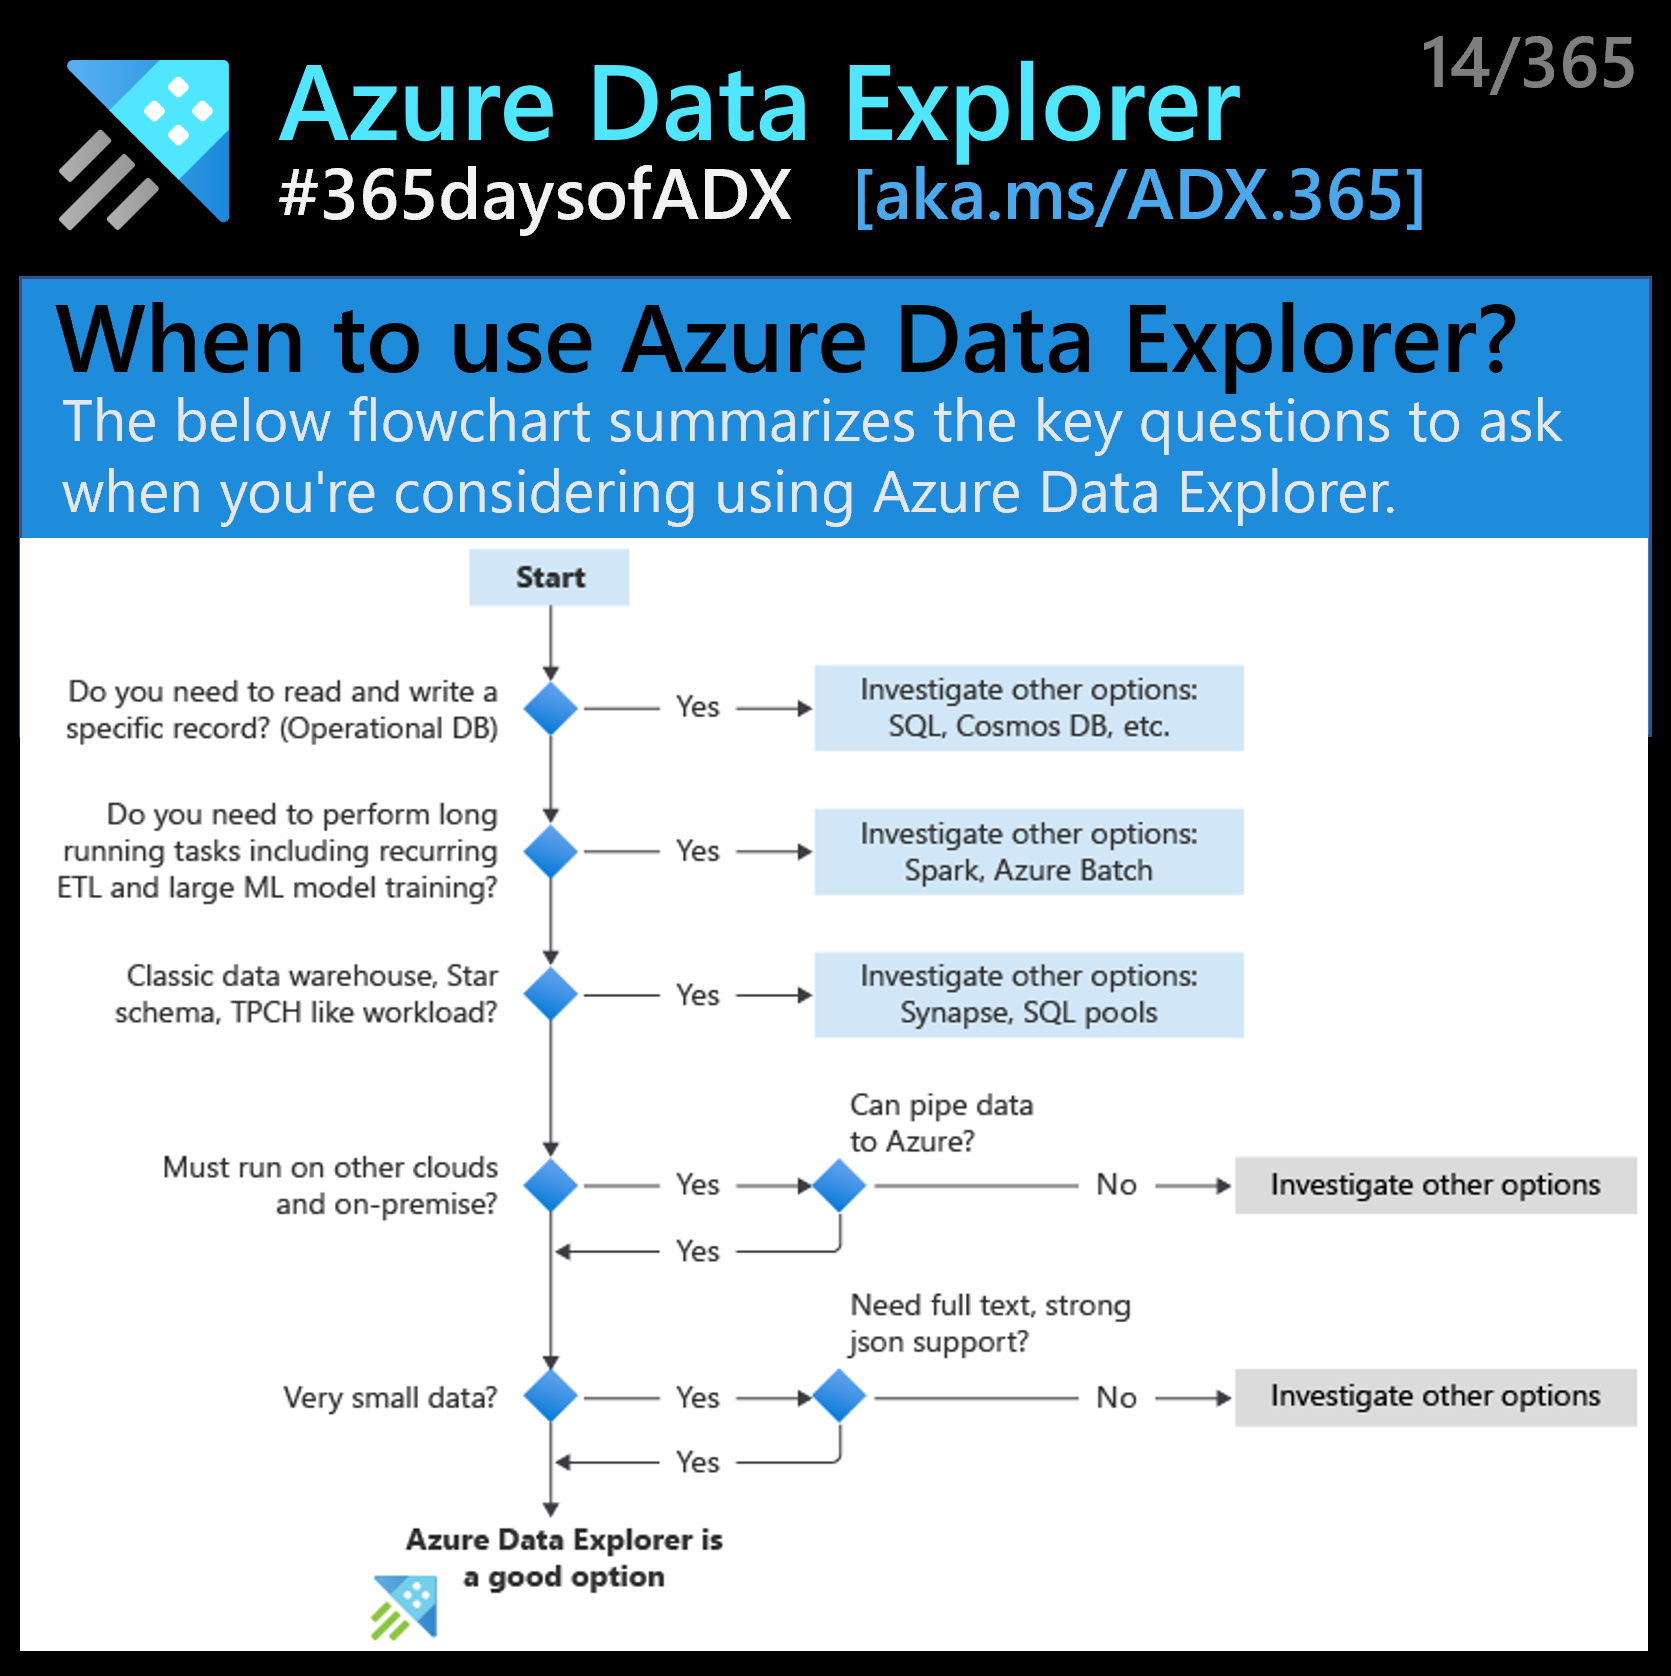 14/365
Azure Data Explorer
#365daysofADX [aka.ms/ADX.365]
When to use Azure Data Explorer?
The below flowchart summarizes the key questions to ask
when you're considering using Azure Data Explorer.
Start
Do you need to read and write a
specific record? (Operational DB)
Yes
Investigate other options:
SQL, Cosmos DB, etc.
Do you need to perform long
running tasks including recurring
ETL and large ML model training?
Yes
Investigate other options:
Spark, Azure Batch
Classic data warehouse, Star
schema, TPCH like workload?
Yes
Investigate other options:
Synapse, SQL pools
Must run on other clouds
and on-premise?
Yes
Can pipe data
to Azure?
No
Investigate other options
Yes
Very small data?
Yes
Need full text, strong
json support?
No
Investigate other options
Yes
Azure Data Explorer is
a good option